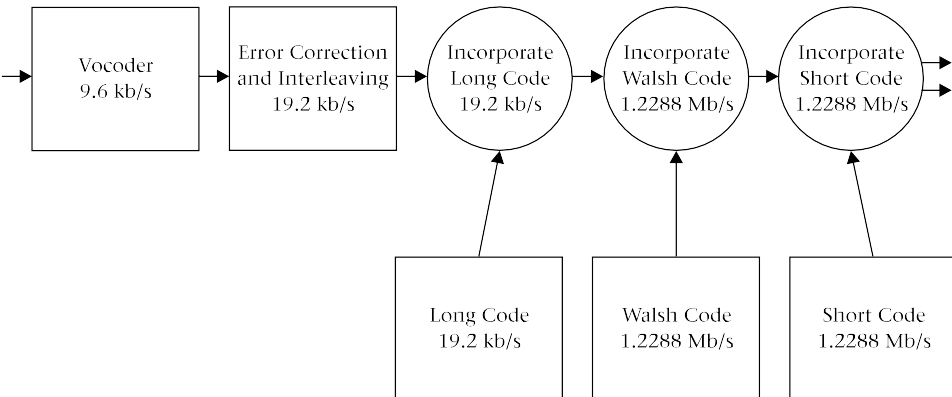 Vocoder
9.6 kb/s
Error Correction
and Interleaving
19.2 kb/s
Incorporate
Long Code
19.2 kb/s
Incorporate
Walsh Code
1.2288 Mb/s
Incorporate
Short Code
1.2288 Mb/s
Long Code
19.2 kb/s
Walsh Code
1.2288 Mb/s
Short Code
1.2288 Mb/s